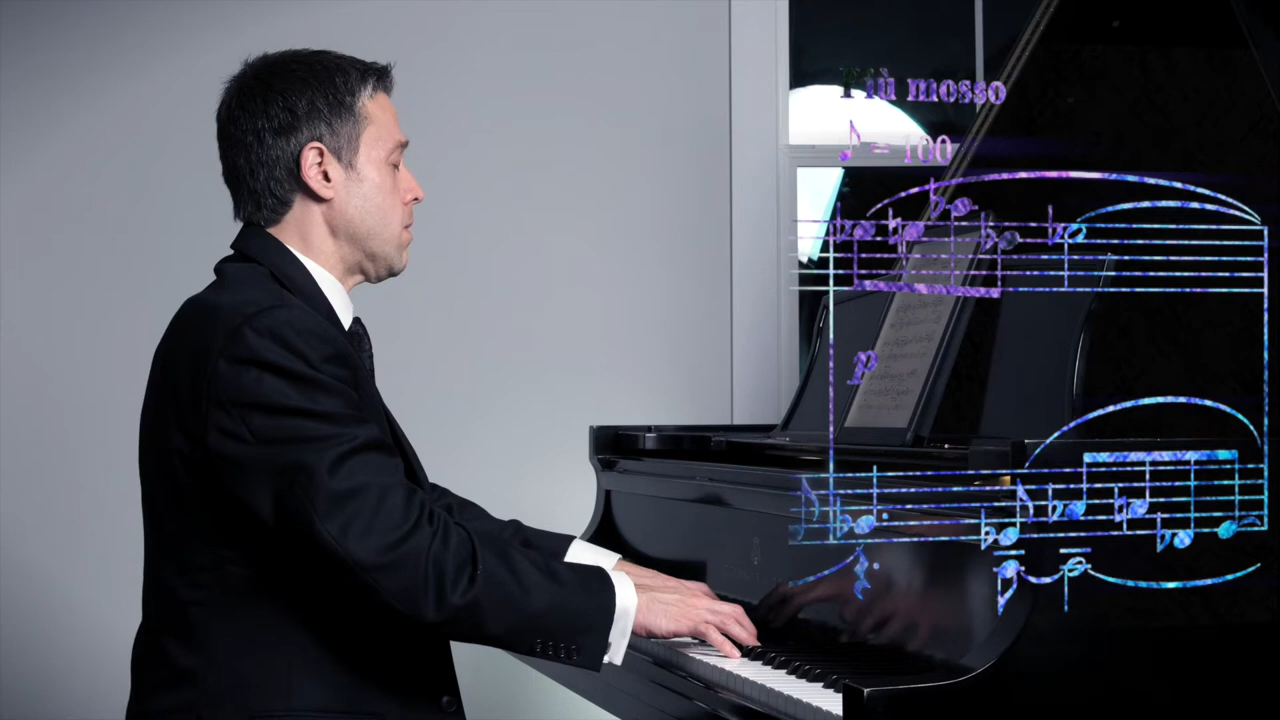 Più mosso
♪ = 100
p